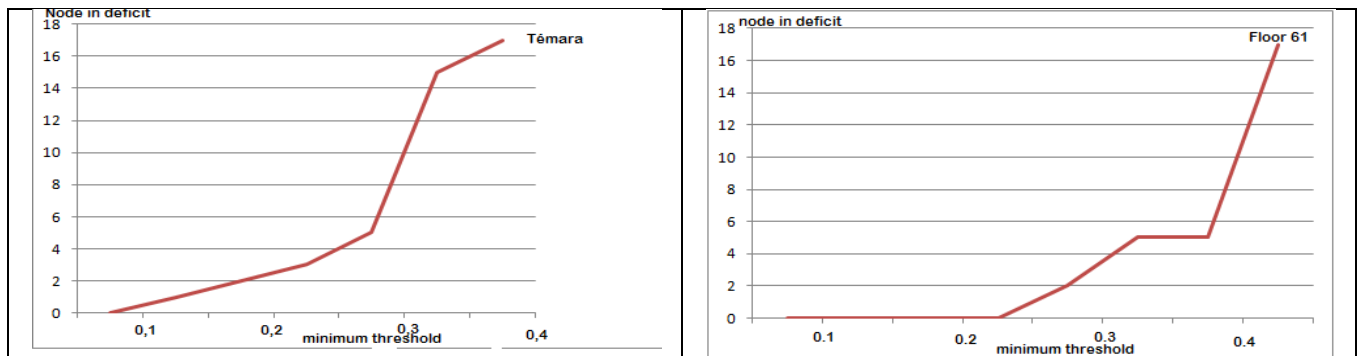 Node in deficit
Témara
18
16
14
12
10
8
6
4
2
0
0,1 0,2 0,3 0,4
minimum threshold
node in deficit
Floor 61
18
16
14
12
10
8
6
4
2
0
0.1 0.2 0.3 0.4
minimum threshold